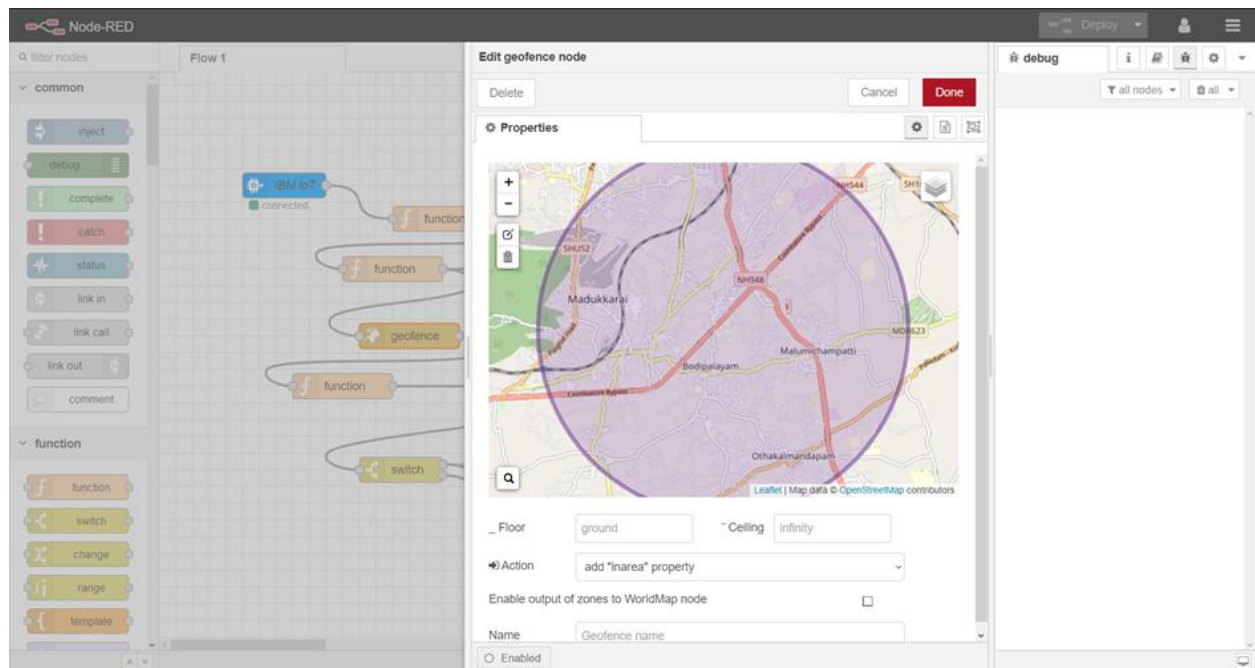 Node-RED
Deploy
filter nodes
common
inject
debug
complete
catch
status
link in
link call
link out
comment
function
function
switch
change
range
template
Flow 1
IBM IoT
connected
function
function
geofence
function
switch
Edit geofence node
Delete
Cancel
Done
Properties
+
−
NH544
SHU52
NH948
Madukkarai
MDR623
Malumichampatti
Bodipalayam
Coimbatore Bypass
Coimbatore Bypass
Othakalmandapam
Leaflet | Map data © OpenStreetMap contributors
Floor
ground
Ceiling
infinity
Action
add "inarea" property
Enable output of zones to WorldMap node
Name
Geofence name
Enabled
debug
i
all nodes
all